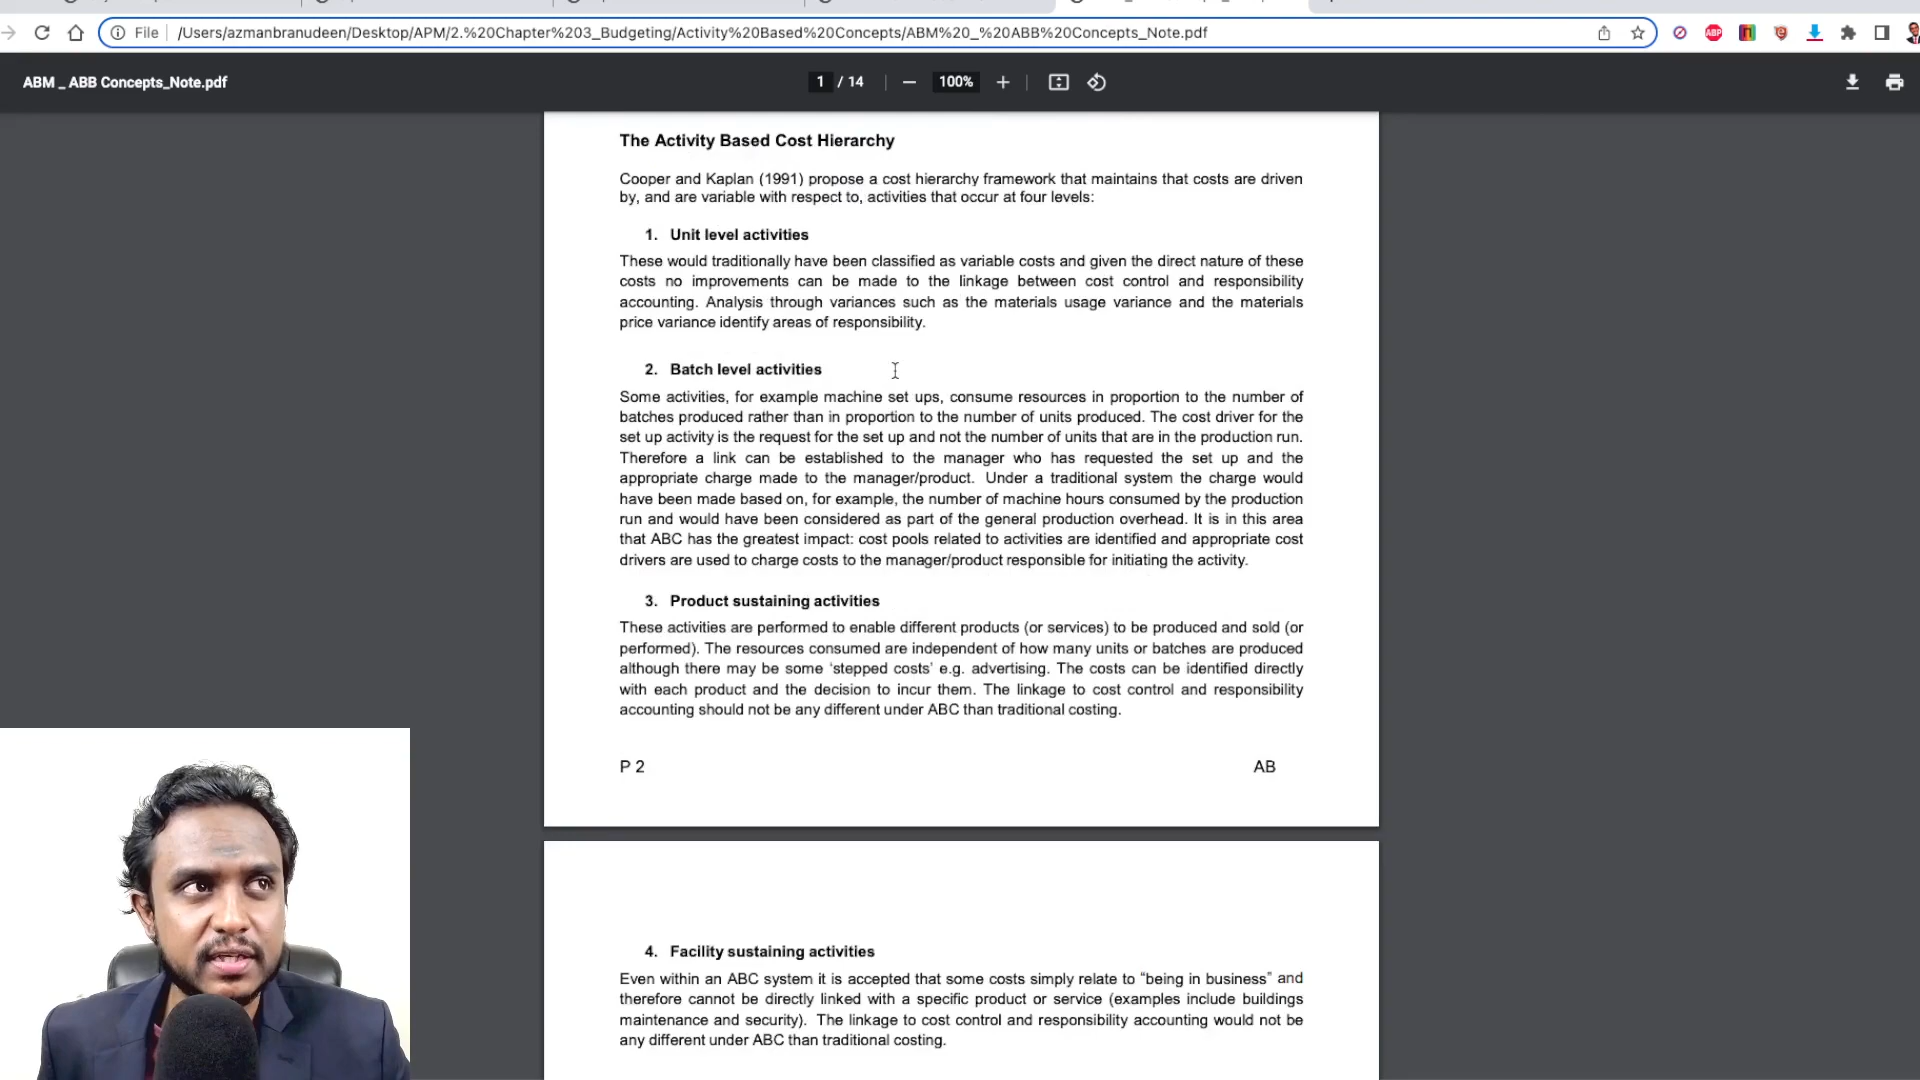 File
/Users/azmanbranudeen/Desktop/APM/2.%20Chapter%203_Budgeting/Activity%20Based%20Concepts/ABM%20_%20ABB%20Concepts_Note.pdf
ABP
ABM _ ABB Concepts_Note.pdf
1 / 14
100%
The Activity Based Cost Hierarchy
Cooper and Kaplan (1991) propose a cost hierarchy framework that maintains that costs are driven
by, and are variable with respect to, activities that occur at four levels:
1. Unit level activities
These would traditionally have been classified as variable costs and given the direct nature of these
costs no improvements can be made to the linkage between cost control and responsibility
accounting. Analysis through variances such as the materials usage variance and the materials
price variance identify areas of responsibility.
2. Batch level activities
Some activities, for example machine set ups, consume resources in proportion to the number of
batches produced rather than in proportion to the number of units produced. The cost driver for the
set up activity is the request for the set up and not the number of units that are in the production run.
Therefore a link can be established to the manager who has requested the set up and the
appropriate charge made to the manager/product. Under a traditional system the charge would
have been made based on, for example, the number of machine hours consumed by the production
run and would have been considered as part of the general production overhead. It is in this area
that ABC has the greatest impact: cost pools related to activities are identified and appropriate cost
drivers are used to charge costs to the manager/product responsible for initiating the activity.
3. Product sustaining activities
These activities are performed to enable different products (or services) to be produced and sold (or
performed). The resources consumed are independent of how many units or batches are produced
although there may be some ‘stepped costs’ e.g. advertising. The costs can be identified directly
with each product and the decision to incur them. The linkage to cost control and responsibility
accounting should not be any different under ABC than traditional costing.
P 2
AB
4. Facility sustaining activities
Even within an ABC system it is accepted that some costs simply relate to “being in business” and
therefore cannot be directly linked with a specific product or service (examples include buildings
maintenance and security). The linkage to cost control and responsibility accounting would not be
any different under ABC than traditional costing.